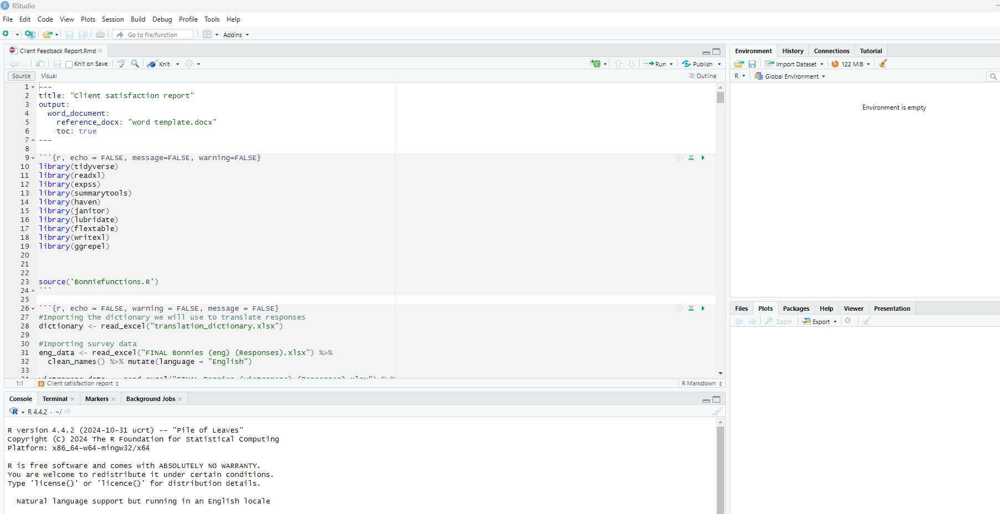 RStudio
File Edit Code View Plots Session Build Debug Profile Tools Help
Go to file/function Addins
Client Feedback Report.Rmd
Knit on Save ABC Knit Run Publish
Source Visual Outline
1 ---
2 title: "Client satisfaction report"
3 output:
4 word_document:
5 reference_docx: "word template.docx"
6 toc: true
7 ---
8
9 ```{r, echo = FALSE, message=FALSE, warning=FALSE}
10 library(tidyverse)
11 library(readxl)
12 library(expss)
13 library(summarytools)
14 library(haven)
15 library(janitor)
16 library(lubridate)
17 library(flextable)
18 library(writexl)
19 library(ggrepel)
20
21
22
23 source('Bonniefunctions.R')
24 ```
25
26 ```{r, echo = FALSE, warning = FALSE, message = FALSE}
27 #Importing the dictionary we will use to translate responses
28 dictionary <- read_excel("translation_dictionary.xlsx")
29
30 #Importing survey data
31 eng_data <- read_excel("FINAL Bonnies (eng) (Responses).xlsx") %>%
32 clean_names() %>% mutate(language = "English")
33
1:1 # Client satisfaction report R Markdown
Console Terminal Markers Background Jobs
R R 4.4.2 · ~/
R version 4.4.2 (2024-10-31 ucrt) -- "Pile of Leaves"
Copyright (C) 2024 The R Foundation for Statistical Computing
Platform: x86_64-w64-mingw32/x64
R is free software and comes with ABSOLUTELY NO WARRANTY.
You are welcome to redistribute it under certain conditions.
Type 'license()' or 'licence()' for distribution details.
Natural language support but running in an English locale
Environment History Connections Tutorial
Import Dataset 122 MiB
R Global Environment
Environment is empty
Files Plots Packages Help Viewer Presentation
Zoom Export